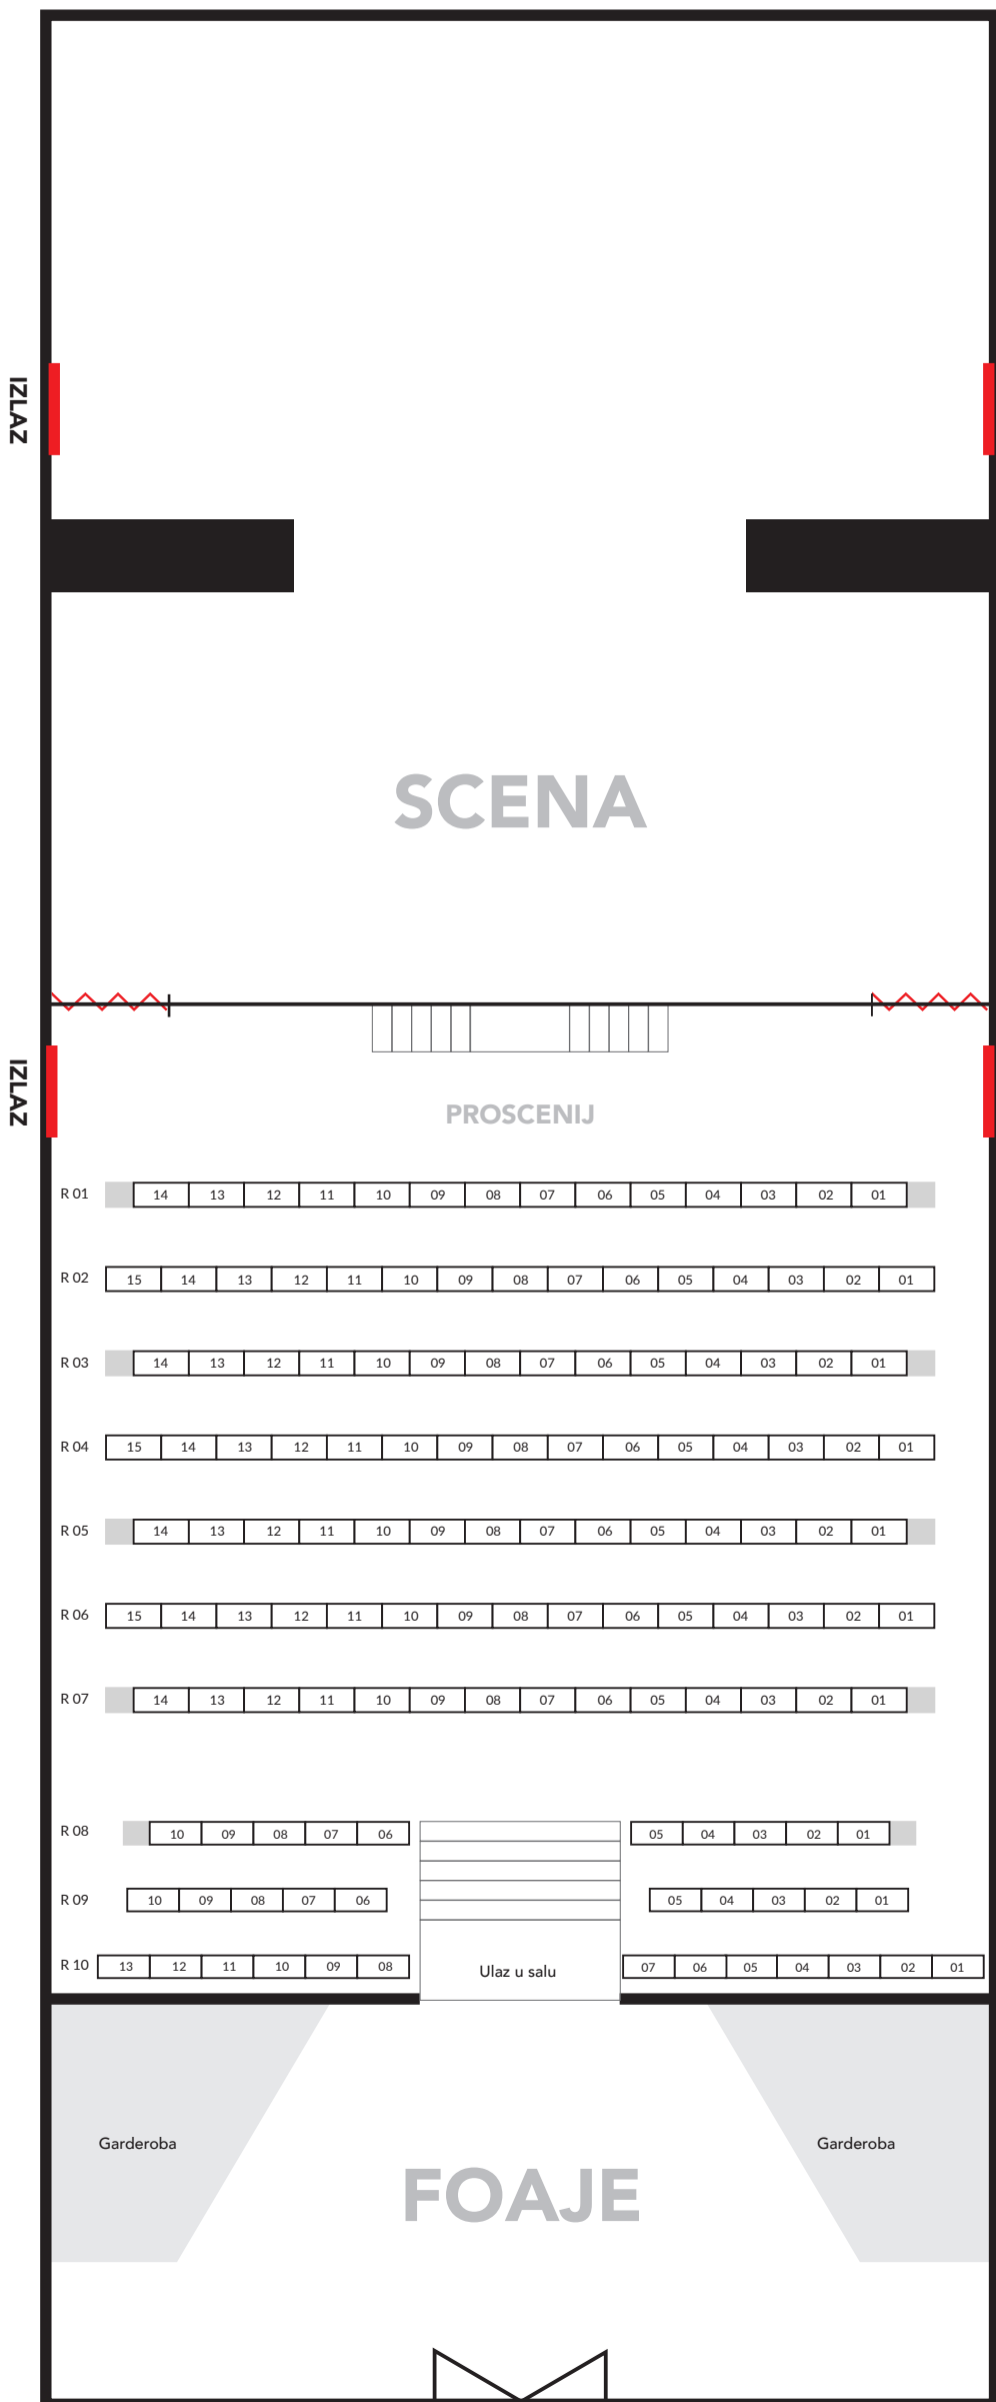 IZLAZ
SCENA
IZLAZ
PROSCENIJ
R 01 14 13 12 11 10 09 08 07 06 05 04 03 02 01
R 02 15 14 13 12 11 10 09 08 07 06 05 04 03 02 01
R 03 14 13 12 11 10 09 08 07 06 05 04 03 02 01
R 04 15 14 13 12 11 10 09 08 07 06 05 04 03 02 01
R 05 14 13 12 11 10 09 08 07 06 05 04 03 02 01
R 06 15 14 13 12 11 10 09 08 07 06 05 04 03 02 01
R 07 14 13 12 11 10 09 08 07 06 05 04 03 02 01
R 08 10 09 08 07 06 05 04 03 02 01
R 09 10 09 08 07 06 05 04 03 02 01
R 10 13 12 11 10 09 08 07 06 05 04 03 02 01
Ulaz u salu
Garderoba
Garderoba
FOAJE